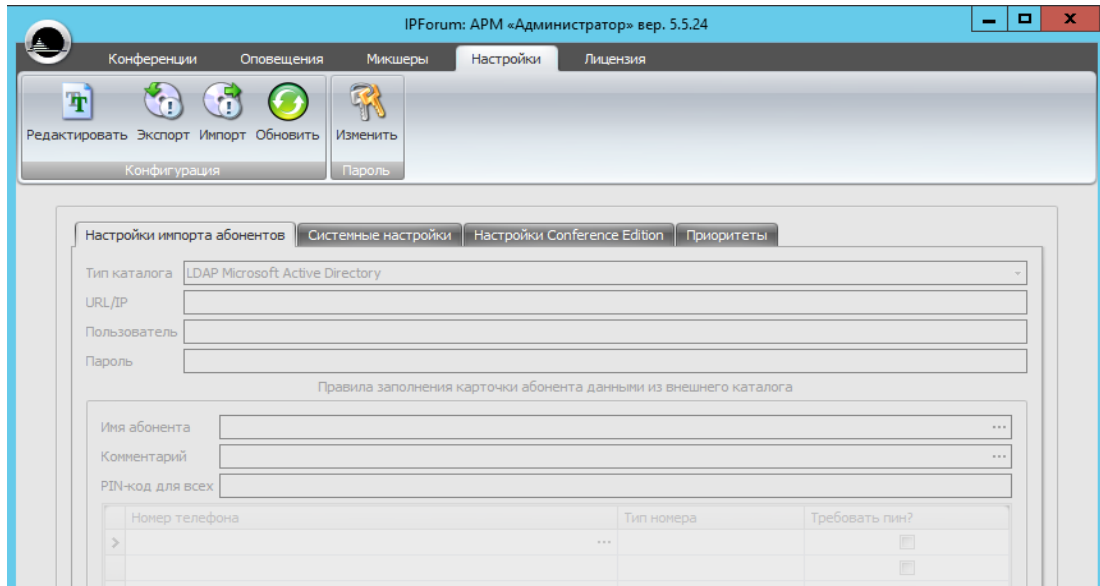 IPForum: АРМ «Администратор» вер. 5.5.24
Конференции Оповещения Микшеры Настройки Лицензия
Редактировать Экспорт Импорт Обновить Изменить
Конфигурация Пароль
Настройки импорта абонентов Системные настройки Настройки Conference Edition Приоритеты
Тип каталога LDAP Microsoft Active Directory
URL/IP
Пользователь
Пароль
Правила заполнения карточки абонента данными из внешнего каталога
Имя абонента ...
Комментарий ...
PIN-код для всех
Номер телефона Тип номера Требовать пин?
...